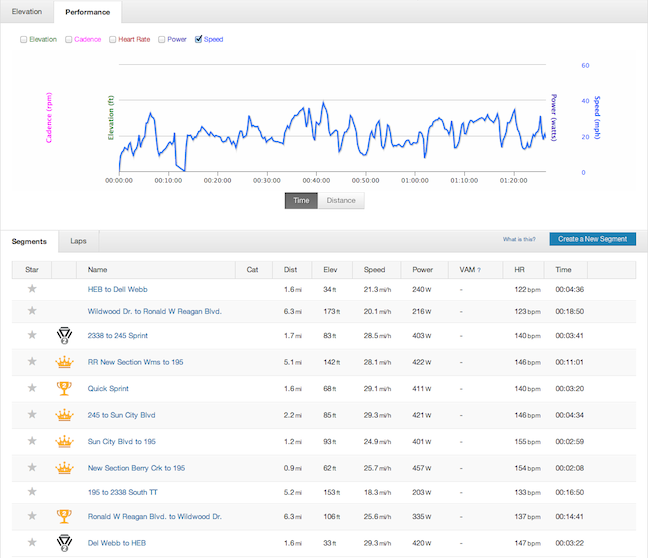 Elevation Performance
Elevation Cadence Heart Rate Power Speed
Cadence (rpm)
Elevation (ft)
Power (watts)
Speed (mph)
60
40
20
0
00:00:00 00:10:00 00:20:00 00:30:00 00:40:00 00:50:00 01:00:00 01:10:00 01:20:00
Time Distance
Segments Laps What is this? Create a New Segment
Star Name Cat Dist Elev Speed Power VAM ? HR Time
HEB to Dell Webb 1.6 mi 34 ft 21.3 mi/h 240 W - 122 bpm 00:04:36
Wildwood Dr. to Ronald W Reagan Blvd. 6.3 mi 173 ft 20.1 mi/h 216 W - 123 bpm 00:18:50
2338 to 245 Sprint 1.7 mi 83 ft 28.5 mi/h 403 W - 140 bpm 00:03:41
RR New Section Wms to 195 5.1 mi 142 ft 28.1 mi/h 422 W - 146 bpm 00:11:01
2 Quick Sprint 1.6 mi 68 ft 29.1 mi/h 411 W - 140 bpm 00:03:20
245 to Sun City Blvd 2.2 mi 85 ft 29.3 mi/h 421 W - 146 bpm 00:04:34
Sun City Blvd to 195 1.2 mi 93 ft 24.9 mi/h 401 W - 155 bpm 00:02:59
New Section Berry Crk to 195 0.9 mi 62 ft 25.7 mi/h 457 W - 154 bpm 00:02:08
195 to 2338 South TT 5.2 mi 153 ft 18.3 mi/h 203 W - 133 bpm 00:16:50
Ronald W Reagan Blvd. to Wildwood Dr. 6.3 mi 106 ft 25.6 mi/h 335 W - 137 bpm 00:14:41
Del Webb to HEB 1.6 mi 33 ft 29.3 mi/h 420 W - 147 bpm 00:03:22